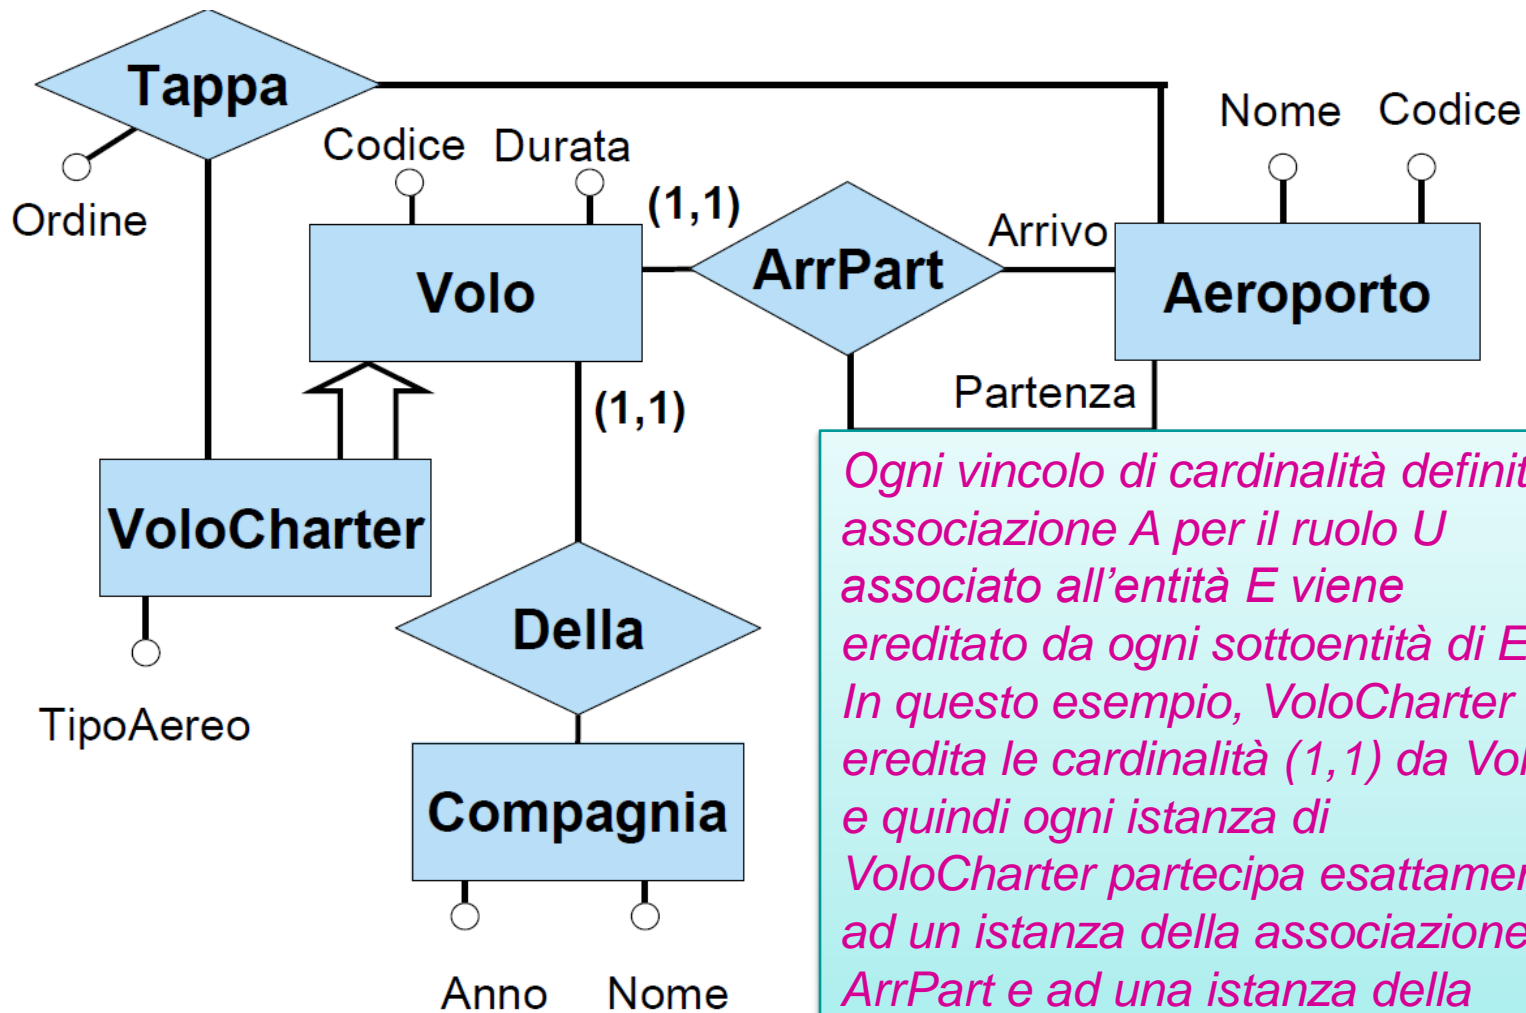 Tappa
Nome Codice
Codice Durata
Ordine
(1,1)
Arrivo
Volo
ArrPart
Aeroporto
Partenza
(1,1)
VoloCharter
Della
TipoAereo
Compagnia
Anno Nome
Ogni vincolo di cardinalità definit
associazione A per il ruolo U
associato all'entità E viene
ereditato da ogni sottoentità di E
In questo esempio, VoloCharter
eredita le cardinalità (1,1) da Vol
e quindi ogni istanza di
VoloCharter partecipa esattamen
ad un istanza della associazione
ArrPart e ad una istanza della